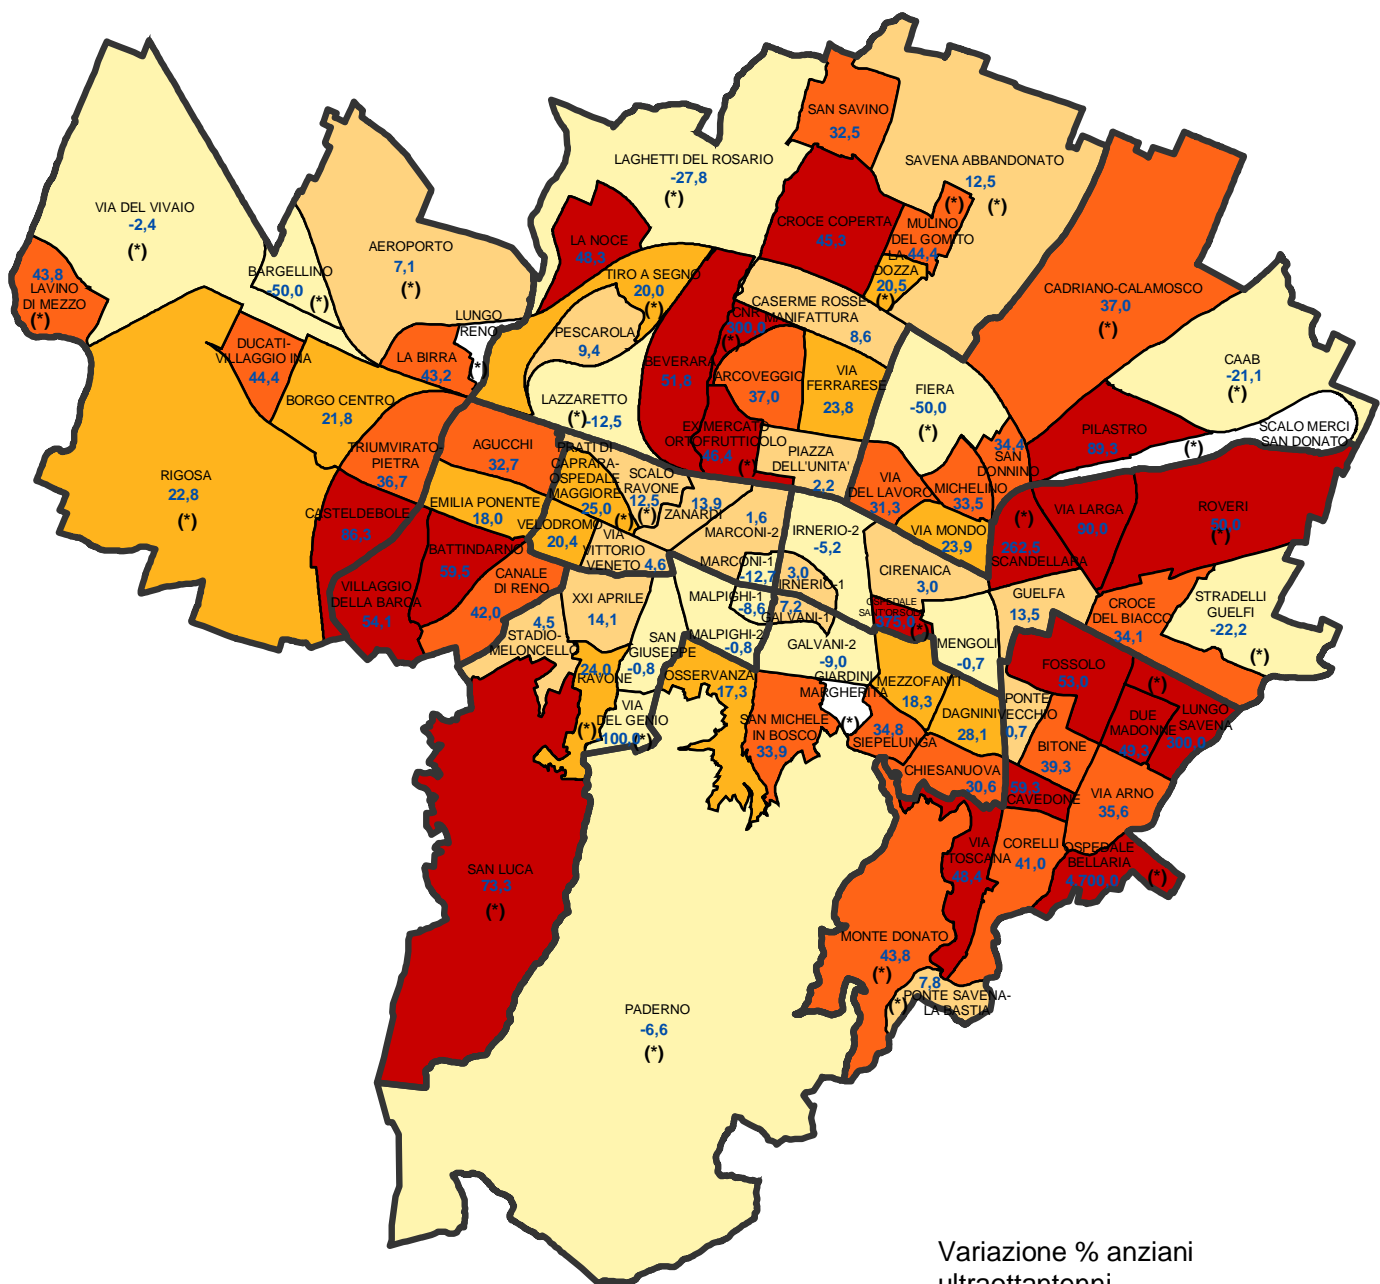 SAN SAVINO
32,5
LAGHETTI DEL ROSARIO
-27,8
(*)
SAVENA ABBANDONATO
12,5
(*)
VIA DEL VIVAIO
-2,4
(*)
AEROPORTO
7,1
(*)
BARGELLINO
-50,0
(*)
43,8
LAVINO
DI MEZZO
(*)
LA NOCE
48,3
CROCE COPERTA
45,3
(*)
MULINO
DEL GOMITO
44,4
LA
DOZZA
20,5
(*)
TIRO A SEGNO
20,0
(*)
CADRIANO-CALAMOSCO
37,0
(*)
CASERME ROSSE
MANIFATTURA
8,6
CNR
300,0
(*)
LUNGO
RENO
(*)
PESCAROLA
9,4
DUCATI-
VILLAGGIO INA
44,4
LA BIRRA
43,2
BEVERARA
51,8
ARCOVEGGIO
37,0
VIA
FERRARESE
23,8
FIERA
-50,0
(*)
CAAB
-21,1
(*)
BORGO CENTRO
21,8
LAZZARETTO
(*)
-12,5
EX MERCATO
ORTOFRUTTICOLO
46,4
(*)
PILASTRO
89,3
SCALO MERCI
SAN DONATO
(*)
TRIUMVIRATO-
PIETRA
36,7
AGUCCHI
32,7
PRATI DI
CAPRARA-
OSPEDALE
MAGGIORE
25,0
(*)
SCALO
RAVONE
12,5
(*)
PIAZZA
DELL'UNITA'
2,2
34,4
SAN
DONNINO
RIGOSA
22,8
(*)
VIA
DEL LAVORO
31,3
MICHELINO
33,5
EMILIA PONENTE
18,0
13,9
ZANARDI
1,6
MARCONI-2
CASTELDEBOLE
86,3
VELODROMO
20,4
IRNERIO-2
-5,2
VIA MONDO
23,9
(*)
262,5
SCANDELLARA
VIA LARGA
90,0
ROVERI
50,0
(*)
BATTINDARNO
59,5
VIA
VITTORIO
VENETO
4,6
MARCONI-1
-12,7
3,0
IRNERIO-1
CIRENAICA
3,0
VILLAGGIO
DELLA BARCA
54,1
CANALE
DI RENO
42,0
XXI APRILE
14,1
MALPIGHI-1
-8,6
7,2
GALVANI-1
OSPEDALE
SANT'ORSOLA
(*)
GUELFA
13,5
CROCE
DEL BIACCO
34,1
STRADELLI
GUELFI
-22,2
(*)
4,5
STADIO-
MELONCELLO
SAN
GIUSEPPE
-0,8
MALPIGHI-2
-0,8
GALVANI-2
-9,0
MENGOLI
-0,7
FOSSOLO
53,0
24,0
RAVONE
(*)
OSSERVANZA
17,3
GIARDINI
MARGHERITA
(*)
MEZZOFANTI
18,3
(*)
VIA
DEL GENIO
-100,0
(*)
SAN MICHELE
IN BOSCO
33,9
34,8
SIEPELUNGA
DAGNINI
28,1
PONTE
VECCHIO
0,7
DUE
MADONNE
49,3
LUNGO
SAVENA
300,0
BITONE
39,3
CHIESANUOVA
30,6
59,3
CAVEDONE
VIA ARNO
35,6
SAN LUCA
73,3
(*)
VIA
TOSCANA
48,4
CORELLI
41,0
OSPEDALE
BELLARIA
4.700,0
(*)
MONTE DONATO
43,8
(*)
7,8
PONTE SAVENA-
LA BASTIA
(*)
PADERNO
-6,6
(*)
Variazione % anziani
ultraottantenni